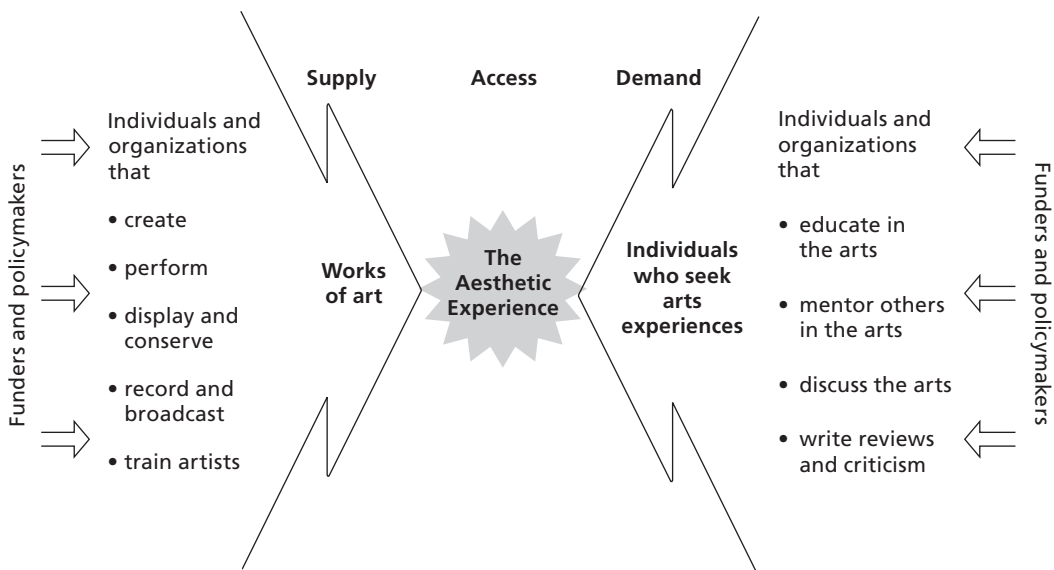 Supply
Access
Demand
Funders and policymakers
Individuals and
organizations
that
• create
• perform
• display and
conserve
• record and
broadcast
• train artists
Works
of art
The
Aesthetic
Experience
Individuals
who seek
arts
experiences
Individuals and
organizations
that
• educate in
the arts
• mentor others
in the arts
• discuss the arts
• write reviews
and criticism
Funders and policymakers